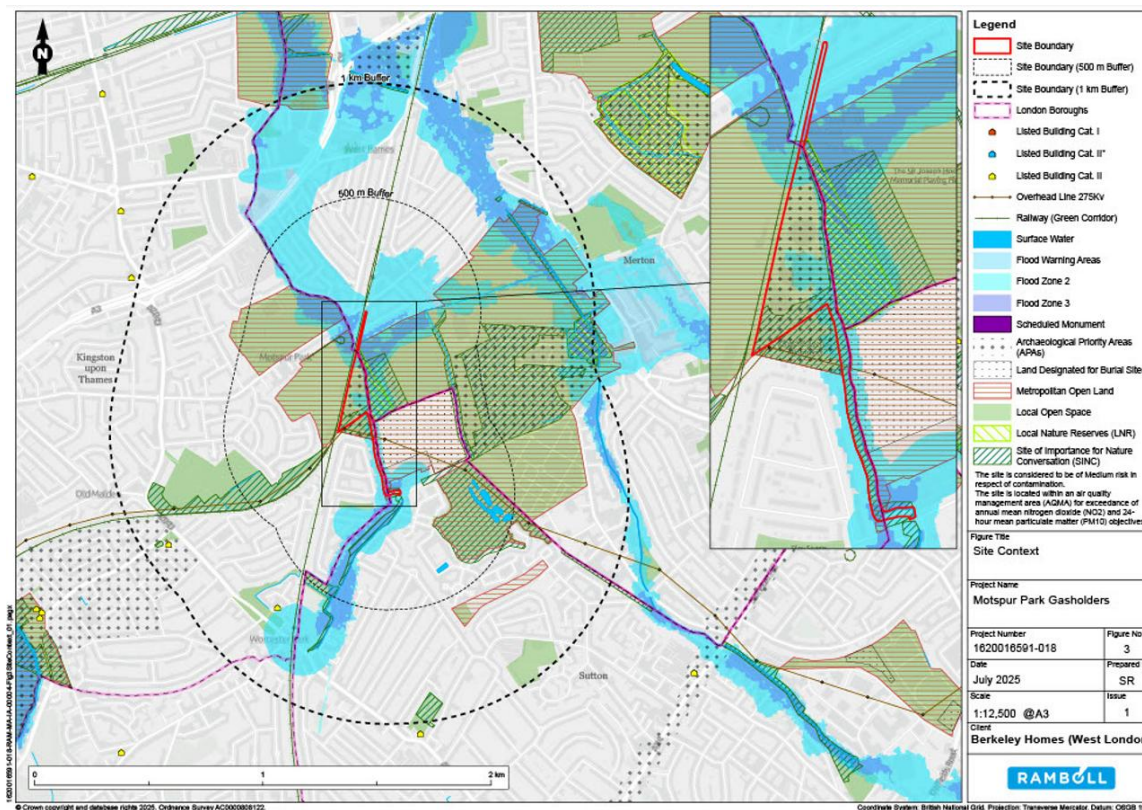 N
1 km Buffer
500 m Buffer
Merton
Motspur Park
Kingston
upon
Thames
A3
Old Malden
Worcester Park
Sutton
0
1
2 km
Legend
Site Boundary
Site Boundary (500 m Buffer)
Site Boundary (1 km Buffer)
London Boroughs
Listed Building Cat. I
Listed Building Cat. II*
Listed Building Cat. II
Overhead Line 275Kv
Railway (Green Corridor)
Surface Water
Flood Warning Areas
Flood Zone 2
Flood Zone 3
Scheduled Monument
Archaeological Priority Areas
(APAs)
Land Designated for Burial Site
Metropolitan Open Land
Local Open Space
Local Nature Reserves (LNR)
Site of Importance for Nature
Conversation (SINC)
The site is considered to be of Medium risk in
respect of contamination.
The site is located within an air quality
management area (AQMA) for exceedance of
annual mean nitrogen dioxide (NO2) and 24-
hour mean particulate matter (PM10) objective
Figure Title
Site Context
Project Name
Motspur Park Gasholders
Project Number
1620016591-018
Figure No
3
Date
July 2025
Prepared
SR
Scale
1:12,500 @A3
Issue
1
Client
Berkeley Homes (West London
RAMBOLL
© Crown copyright and database rights 2025. Ordnance Survey AC0000808122.
Coordinate System: British National Grid. Projection: Transverse Mercator. Datum: OSGB